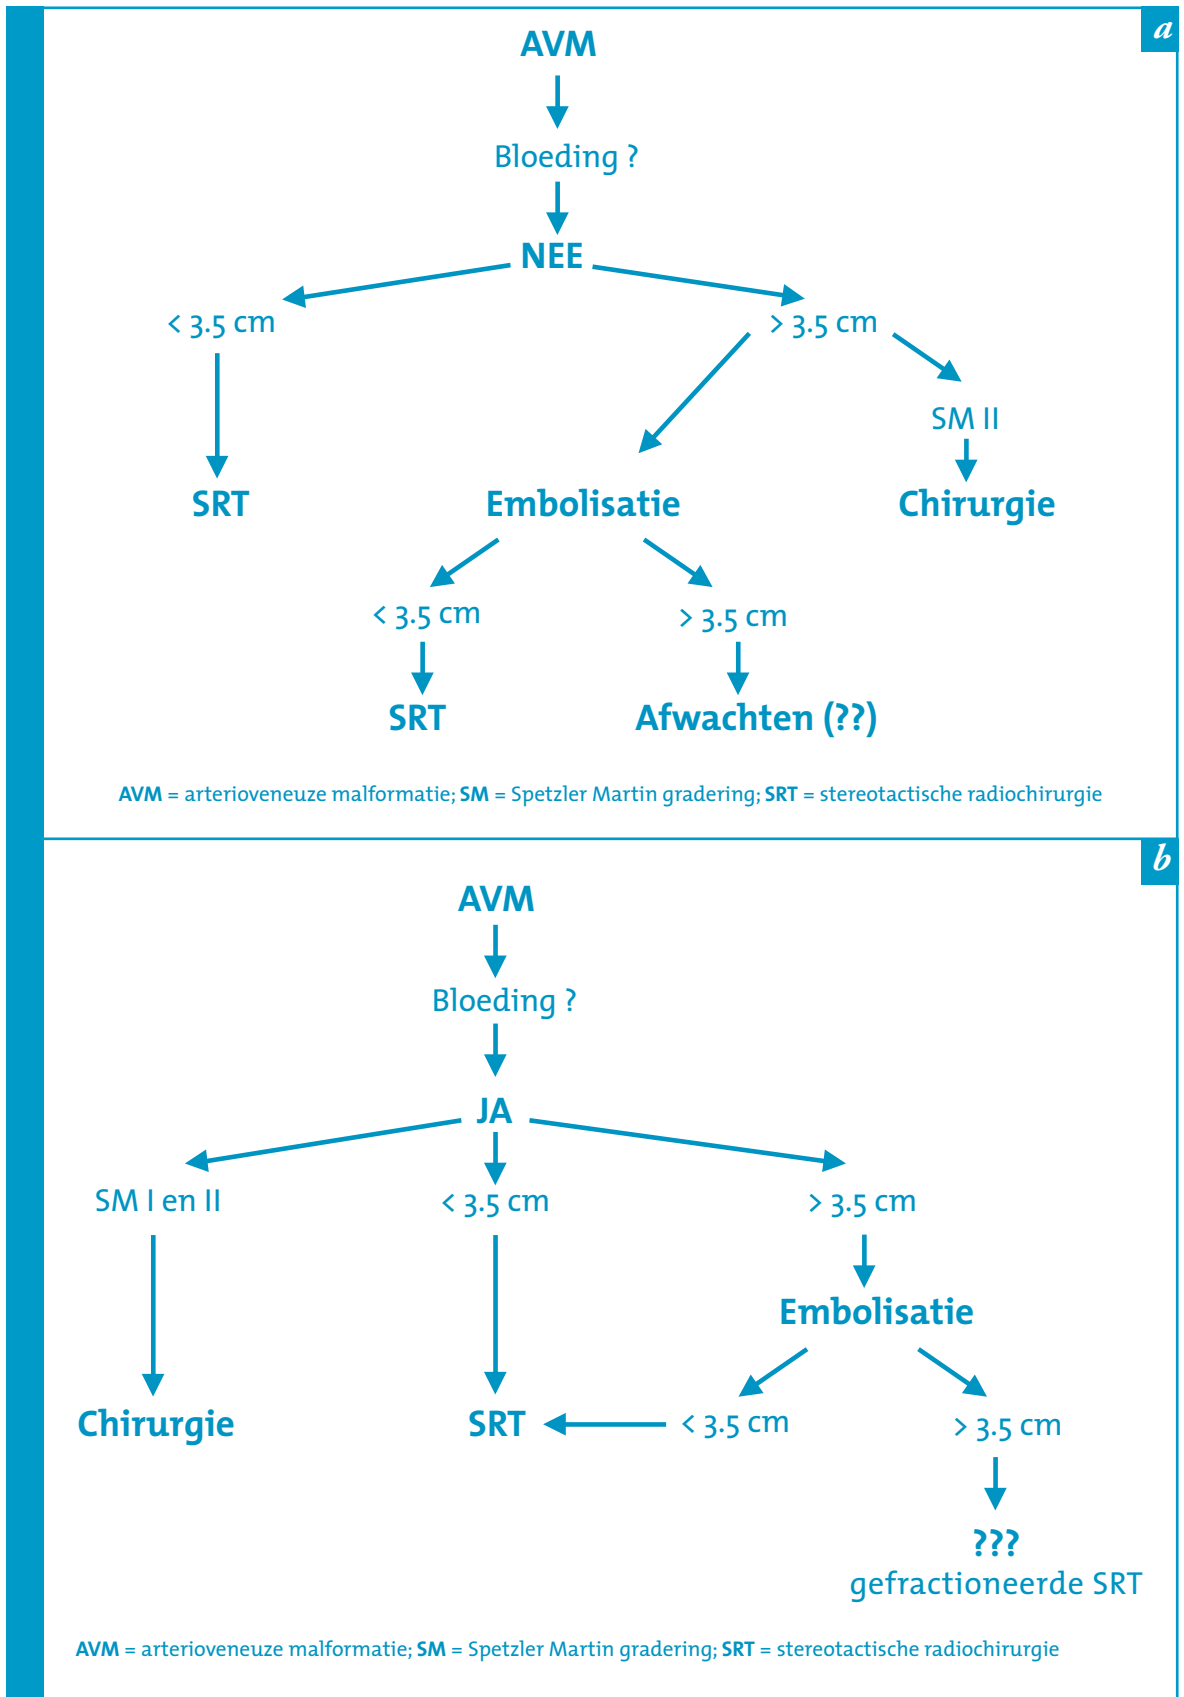 a
AVM
Bloeding ?
NEE
< 3.5 cm
> 3.5 cm
SM II
SRT
Embolisatie
Chirurgie
< 3.5 cm
> 3.5 cm
SRT
Afwachten (??)
AVM = arterioveneuze malformatie; SM = Spetzler Martin gradering; SRT = stereotactische radiochirurgie
b
AVM
Bloeding ?
JA
SM I en II
< 3.5 cm
> 3.5 cm
Embolisatie
Chirurgie
SRT
< 3.5 cm
> 3.5 cm
???
gefractioneerde SRT
AVM = arterioveneuze malformatie; SM = Spetzler Martin gradering; SRT = stereotactische radiochirurgie